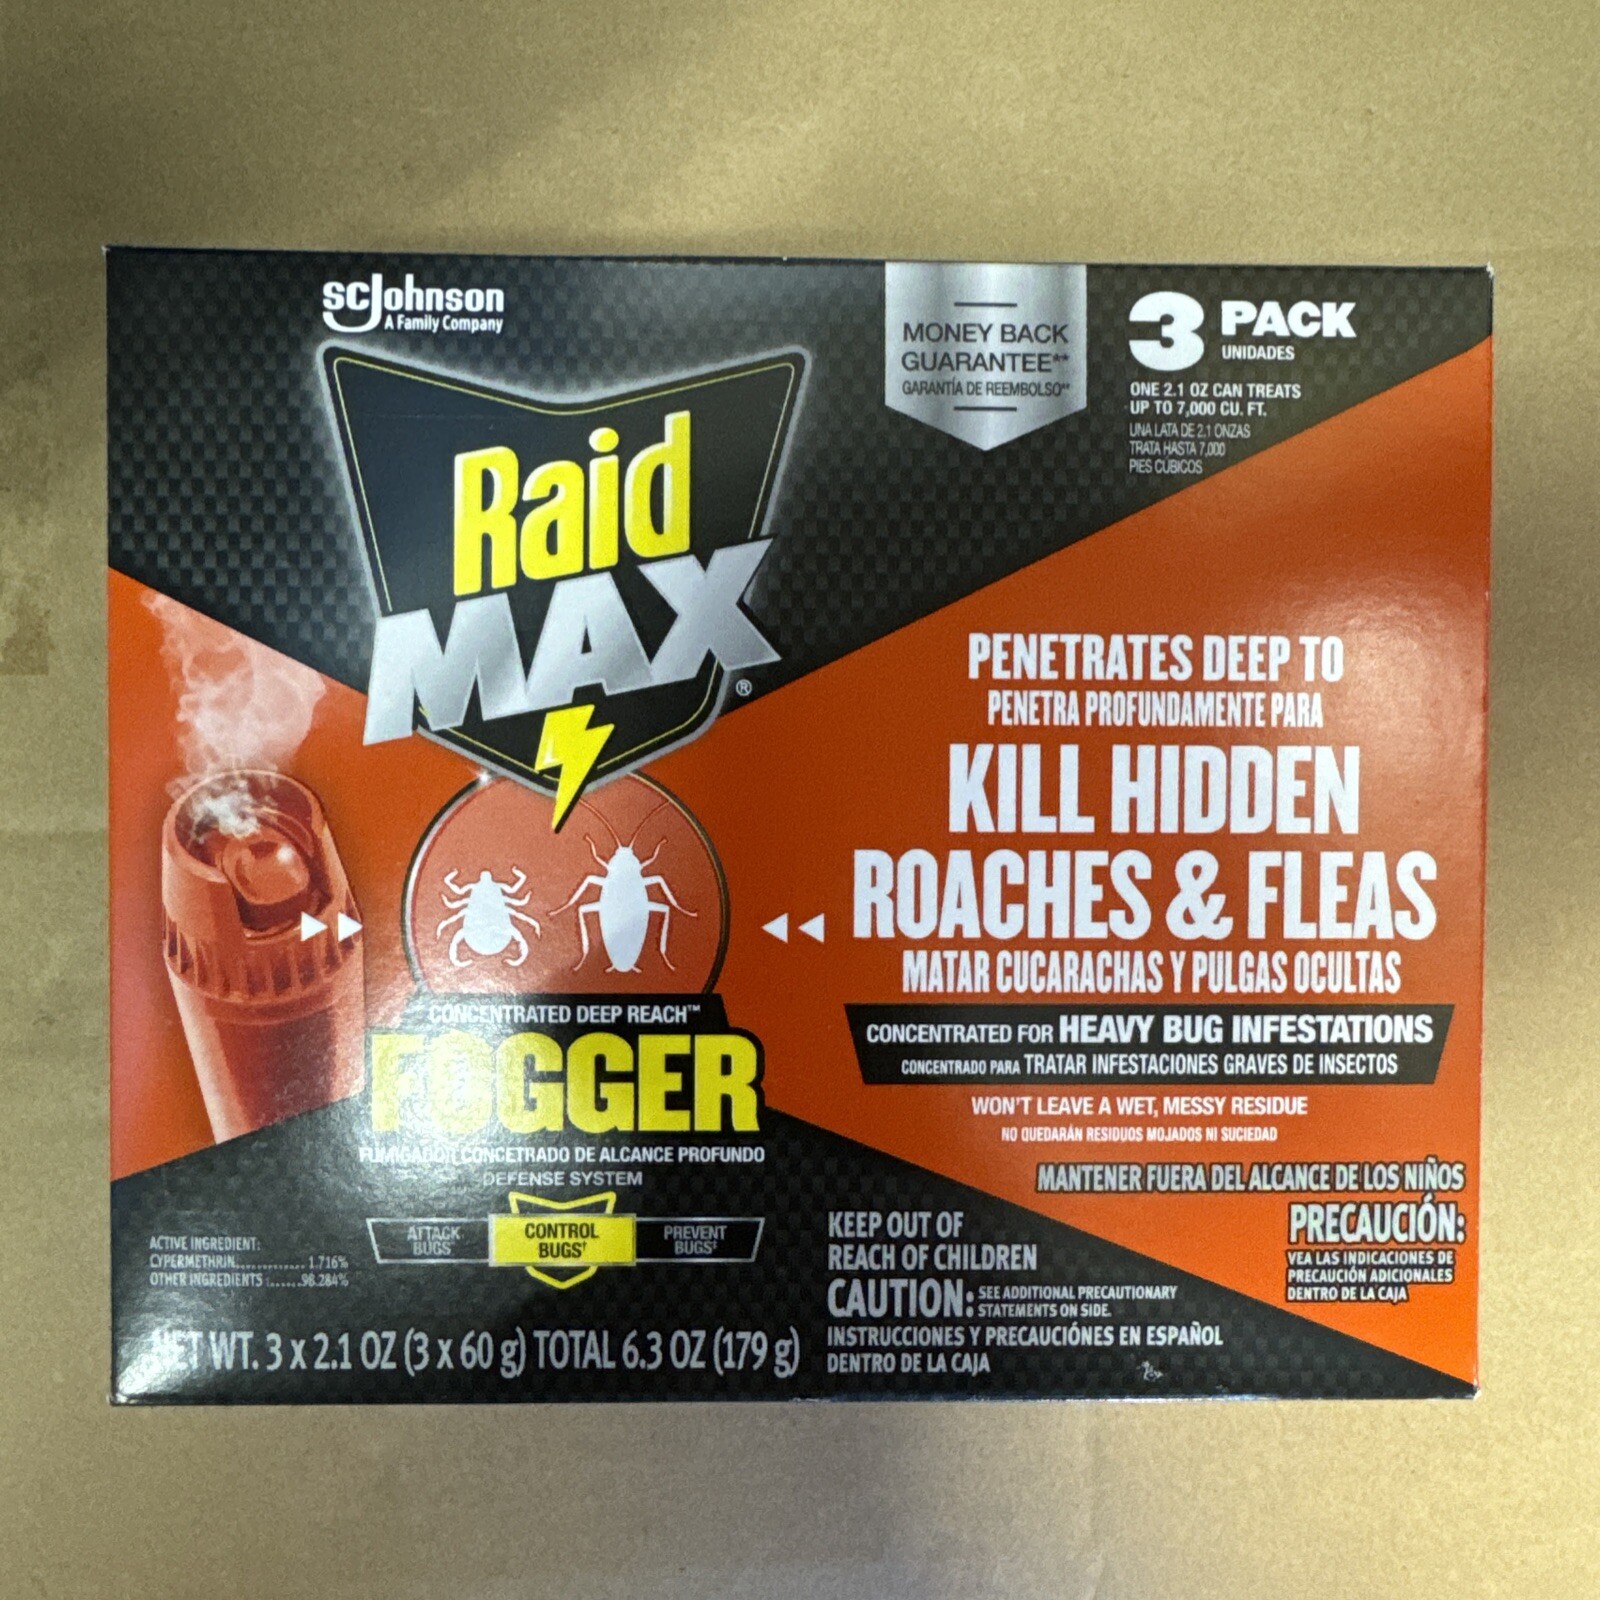 scJohnson
A Family Company
MONEY BACK
GUARANTEE**
GARANTÍA DE REEMBOLSO**
3 PACK
UNIDADES
ONE 2.1 OZ CAN TREATS
UP TO 7,000 CU. FT.
UNA LATA DE 2.1 ONZAS
TRATA HASTA 7,000
PIES CÚBICOS
Raid
MAX®
PENETRATES DEEP TO
PENETRA PROFUNDAMENTE PARA
KILL HIDDEN
ROACHES & FLEAS
MATAR CUCARACHAS Y PULGAS OCULTAS
CONCENTRATED FOR HEAVY BUG INFESTATIONS
CONCENTRADO PARA TRATAR INFESTACIONES GRAVES DE INSECTOS
WON'T LEAVE A WET, MESSY RESIDUE
NO QUEDARÁN RESIDUOS MOJADOS NI SUCIEDAD
CONCENTRATED DEEP REACH™
FOGGER
FUMIGADOR CONCETRADO DE ALCANCE PROFUNDO
DEFENSE SYSTEM
ATTACK
BUGS*
CONTROL
BUGS†
PREVENT
BUGS‡
ACTIVE INGREDIENT:
CYPERMETHRIN.............. 1.716%
OTHER INGREDIENTS ......98.284%
NET WT. 3 x 2.1 OZ (3 x 60 g) TOTAL 6.3 OZ (179 g)
MANTENER FUERA DEL ALCANCE DE LOS NIÑOS
PRECAUCIÓN:
VEA LAS INDICACIONES DE
PRECAUCIÓN ADICIONALES
DENTRO DE LA CAJA
KEEP OUT OF
REACH OF CHILDREN
CAUTION: SEE ADDITIONAL PRECAUTIONARY
STATEMENTS ON SIDE.
INSTRUCCIONES Y PRECAUCIÓNES EN ESPAÑOL
DENTRO DE LA CAJA